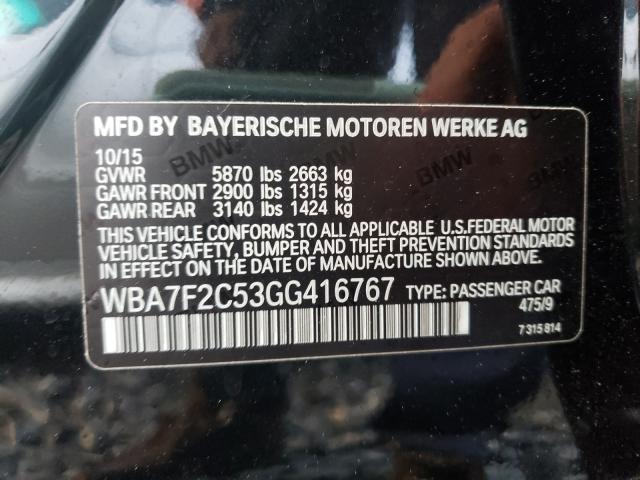 MFD BY BAYERISCHE MOTOREN WERKE AG
10/15
GVWR 5870 lbs 2663 kg
GAWR FRONT 2900 lbs 1315 kg
GAWR REAR 3140 lbs 1424 kg
THIS VEHICLE CONFORMS TO ALL APPLICABLE U.S.FEDERAL MOTOR
VEHICLE SAFETY, BUMPER AND THEFT PREVENTION STANDARDS
IN EFFECT ON THE DATE OF MANUFACTURE SHOWN ABOVE.
WBA7F2C53GG416767 TYPE: PASSENGER CAR
475/9
7 315 814
BMW
BMW